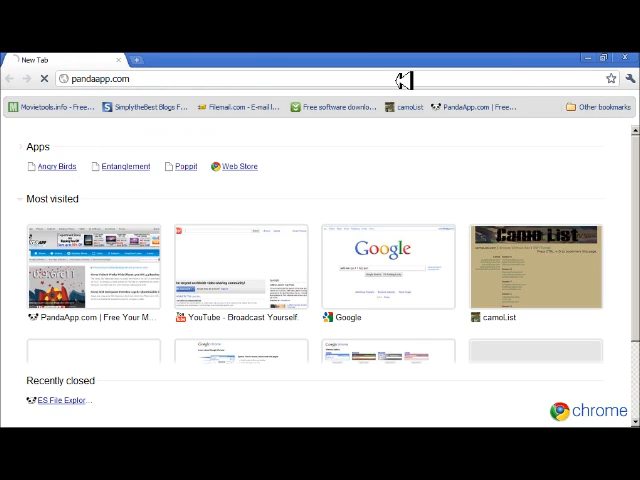 New Tab
pandaapp.com
Movietools.info - Free...
SimplytheBest Blogs F...
Filemail.com - E-mail l...
Free software downlo...
camoList
PandaApp.com | Free...
Other bookmarks
Apps
Angry Birds
Entanglement
Poppit
Web Store
Most visited
Google
Camo List
PandaApp.com | Free Your M...
YouTube - Broadcast Yourself.
Google
camoList
Recently closed
ES File Explor...
chrome